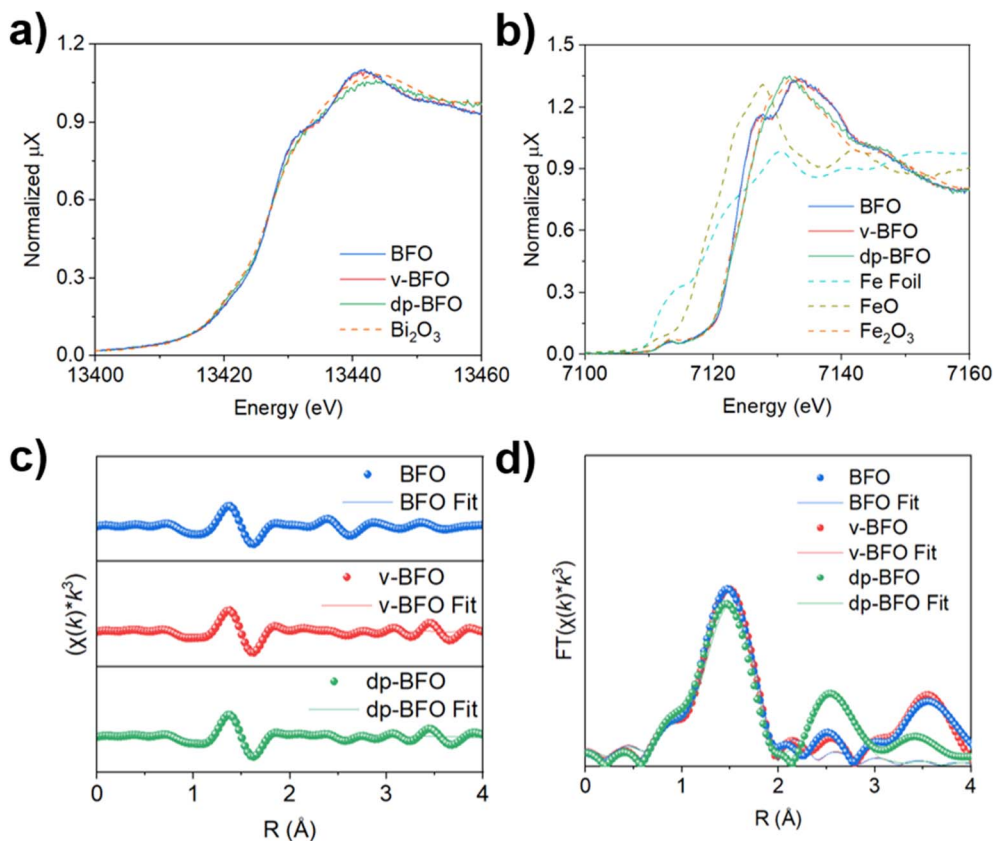 a)
1.2
0.9
0.6
0.3
0.0
Normalized µX
BFO
v-BFO
dp-BFO
Bi₂O₃
13400 13420 13440 13460
Energy (eV)
b)
1.5
1.2
0.9
0.6
0.3
0.0
Normalized µX
BFO
v-BFO
dp-BFO
Fe Foil
FeO
Fe₂O₃
7100 7120 7140 7160
Energy (eV)
c)
(χ(k)*k³)
BFO
BFO Fit
v-BFO
v-BFO Fit
dp-BFO
dp-BFO Fit
0 1 2 3 4
R (Å)
d)
FT(χ(k)*k³)
BFO
BFO Fit
v-BFO
v-BFO Fit
dp-BFO
dp-BFO Fit
0 1 2 3 4
R (Å)